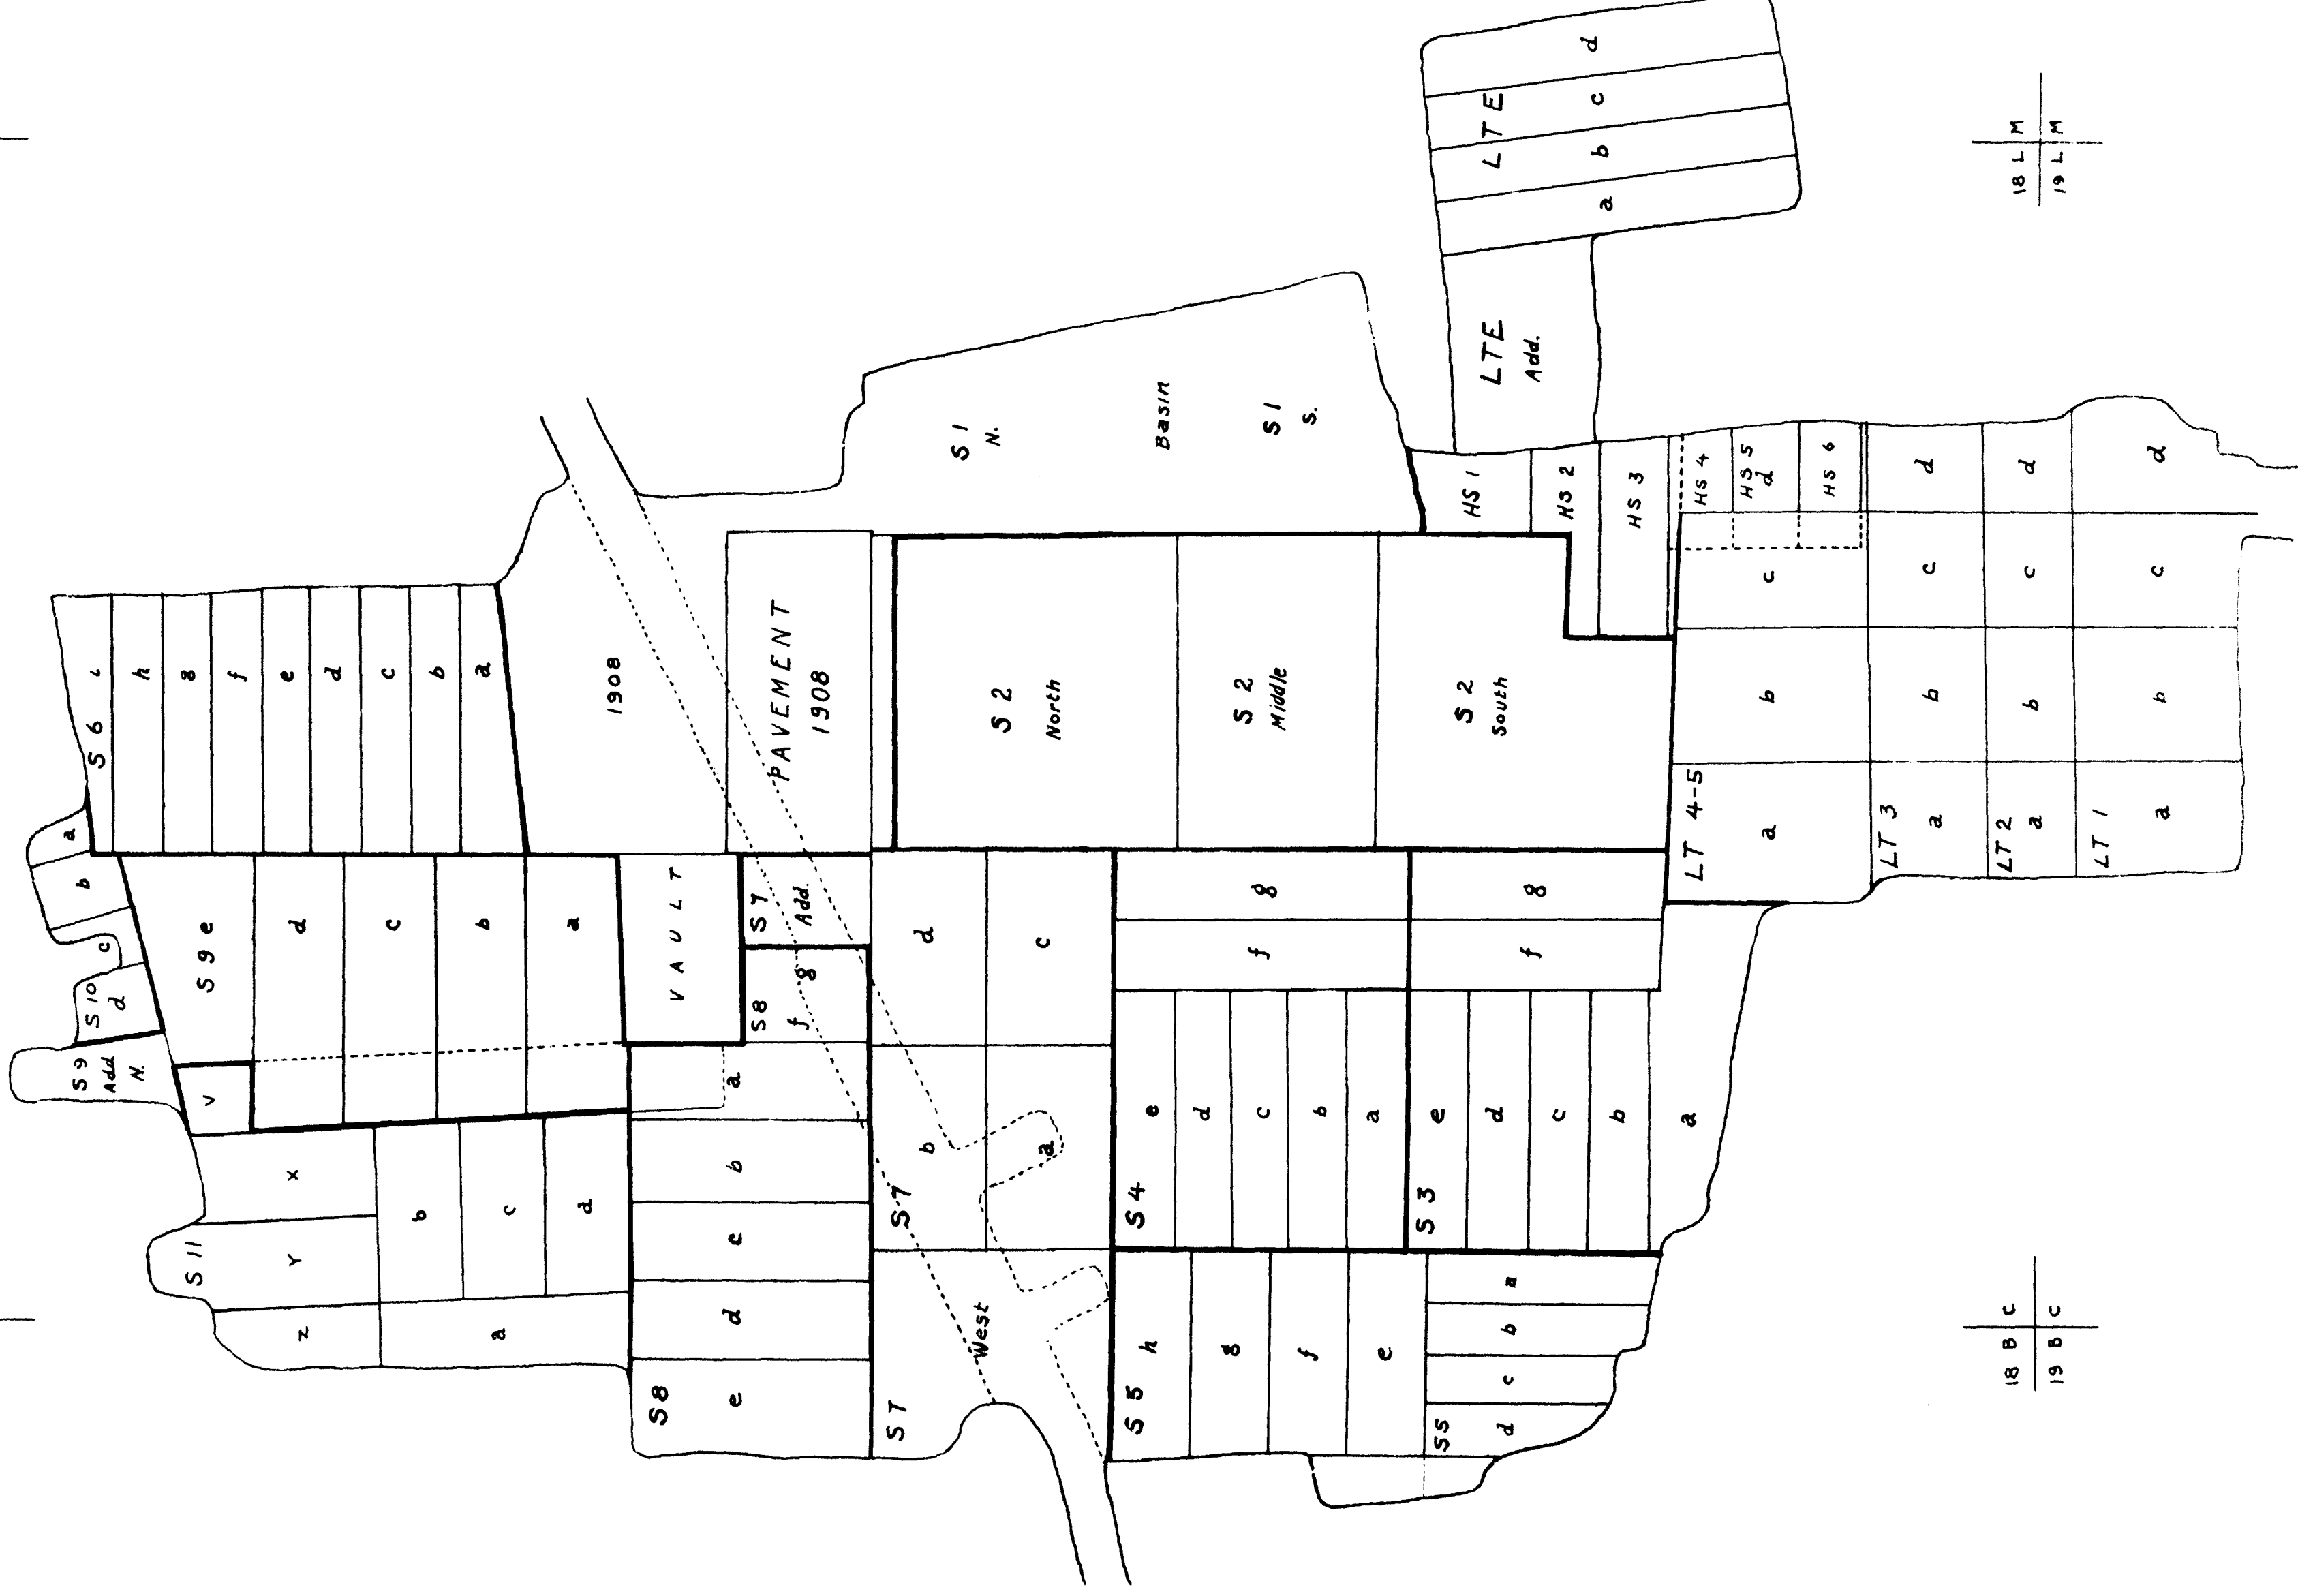 d
c
LTE
b
a
18 L M
19 L M
LTE
Add.
S 1
N.
Basin
S 1
S.
HS 1
HS 2
HS 3
HS 4
HS 5
d
HS 6
d
d
d
S 6 i
h
g
f
e
d
c
b
a
1908
PAVEMENT
1908
S 2
North
S 2
Middle
S 2
South
c
c
c
c
b
b
b
b
LT 4-5
a
LT 3
a
LT 2
a
LT 1
a
a
b
c
S 10
d
S 9
Add
N.
S 9 e
d
c
b
a
V
VAULT
S 7
Add.
S 8
f
g
d
c
g
f
g
f
S 11
X
Y
Z
b
c
d
a
a
b
c
d
S 8
e
S 7
b
a
S 7
West
S 4
e
d
c
b
a
S 3
e
d
c
b
a
S 5 h
g
f
e
a
b
c
S5
d
18 B C
19 B C